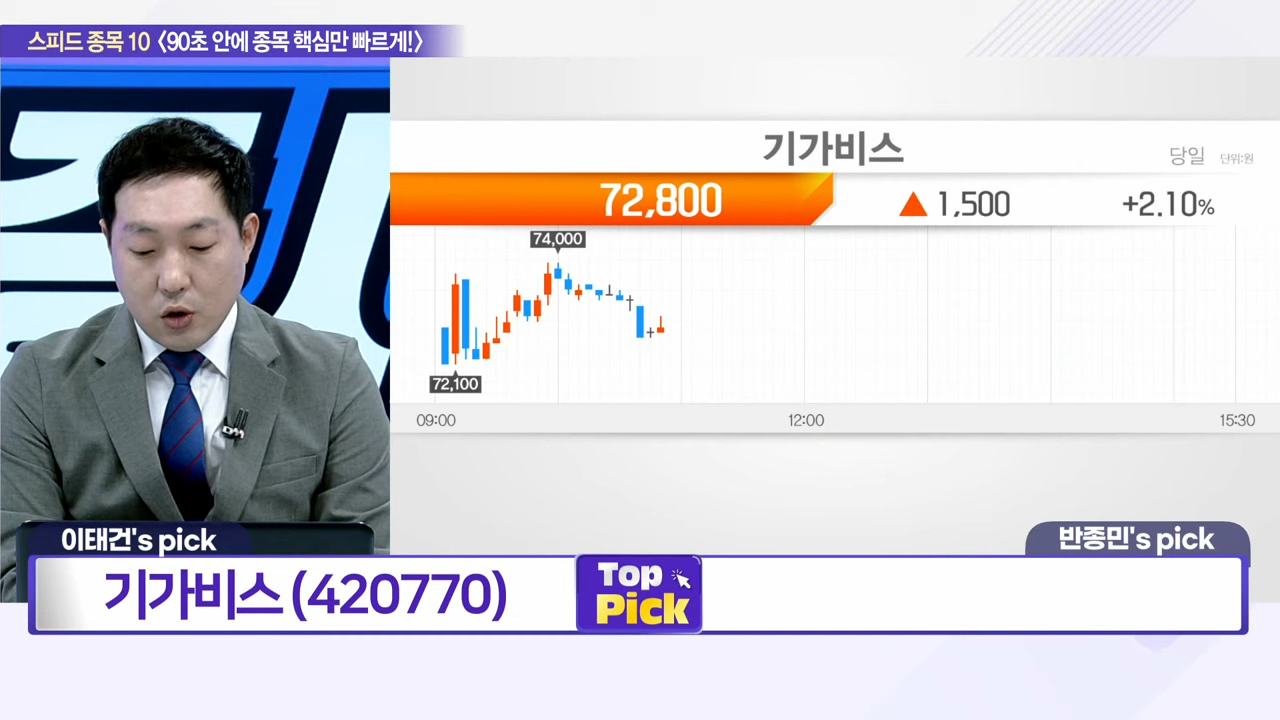 스피드 종목 10 〈90초 안에 종목 핵심만 빠르게!〉
기가비스
당일 단위:원
72,800 ▲ 1,500 +2.10%
74,000
72,100
09:00 12:00 15:30
이태건's pick
반종민's pick
기가비스 (420770)
Top
Pick